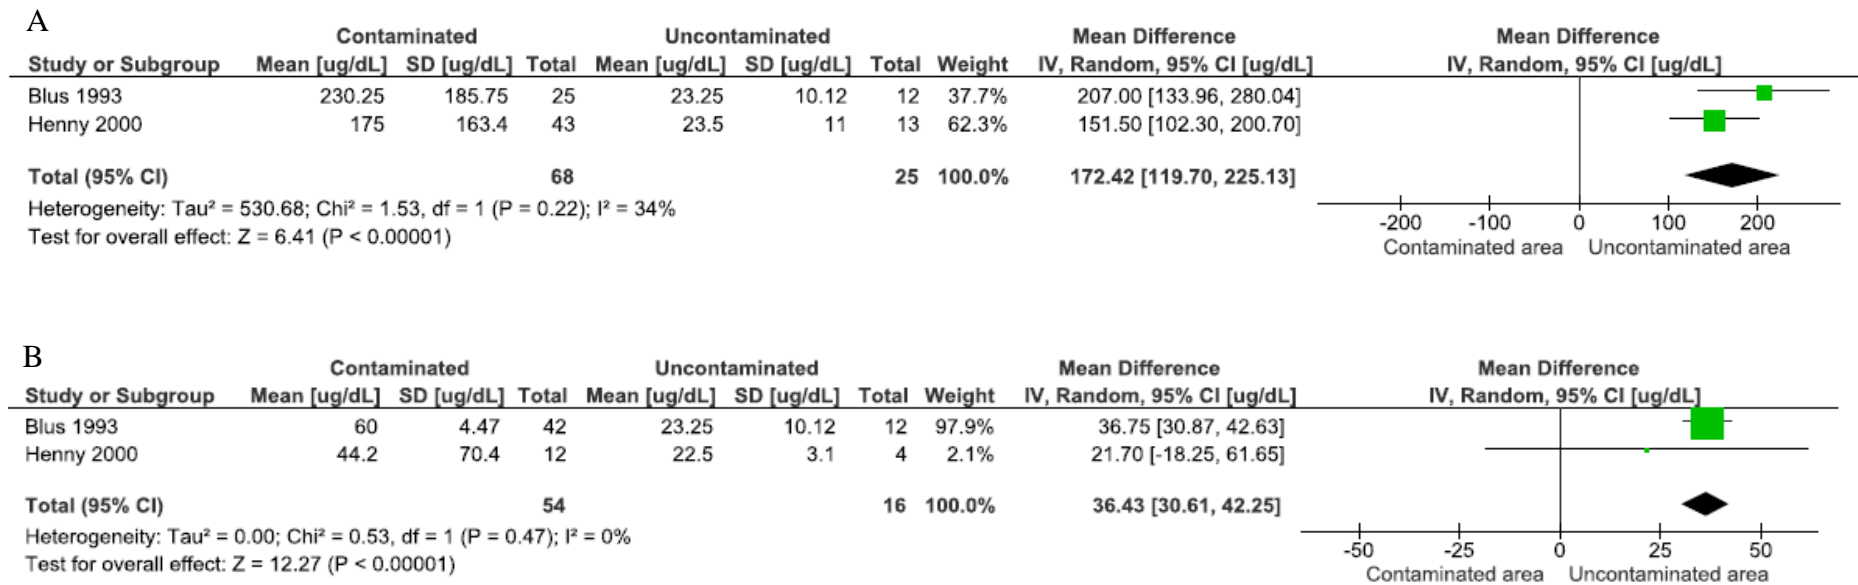 A
Contaminated Uncontaminated Mean Difference Mean Difference
Study or Subgroup Mean [ug/dL] SD [ug/dL] Total Mean [ug/dL] SD [ug/dL] Total Weight IV, Random, 95% CI [ug/dL] IV, Random, 95% CI [ug/dL]
Blus 1993 230.25 185.75 25 23.25 10.12 12 37.7% 207.00 [133.96, 280.04]
Henny 2000 175 163.4 43 23.5 11 13 62.3% 151.50 [102.30, 200.70]
Total (95% CI) 68 25 100.0% 172.42 [119.70, 225.13]
Heterogeneity: Tau² = 530.68; Chi² = 1.53, df = 1 (P = 0.22); I² = 34%
Test for overall effect: Z = 6.41 (P < 0.00001)
-200 -100 0 100 200
Contaminated area Uncontaminated area
B
Contaminated Uncontaminated Mean Difference Mean Difference
Study or Subgroup Mean [ug/dL] SD [ug/dL] Total Mean [ug/dL] SD [ug/dL] Total Weight IV, Random, 95% CI [ug/dL] IV, Random, 95% CI [ug/dL]
Blus 1993 60 4.47 42 23.25 10.12 12 97.9% 36.75 [30.87, 42.63]
Henny 2000 44.2 70.4 12 22.5 3.1 4 2.1% 21.70 [-18.25, 61.65]
Total (95% CI) 54 16 100.0% 36.43 [30.61, 42.25]
Heterogeneity: Tau² = 0.00; Chi² = 0.53, df = 1 (P = 0.47); I² = 0%
Test for overall effect: Z = 12.27 (P < 0.00001)
-50 -25 0 25 50
Contaminated area Uncontaminated area